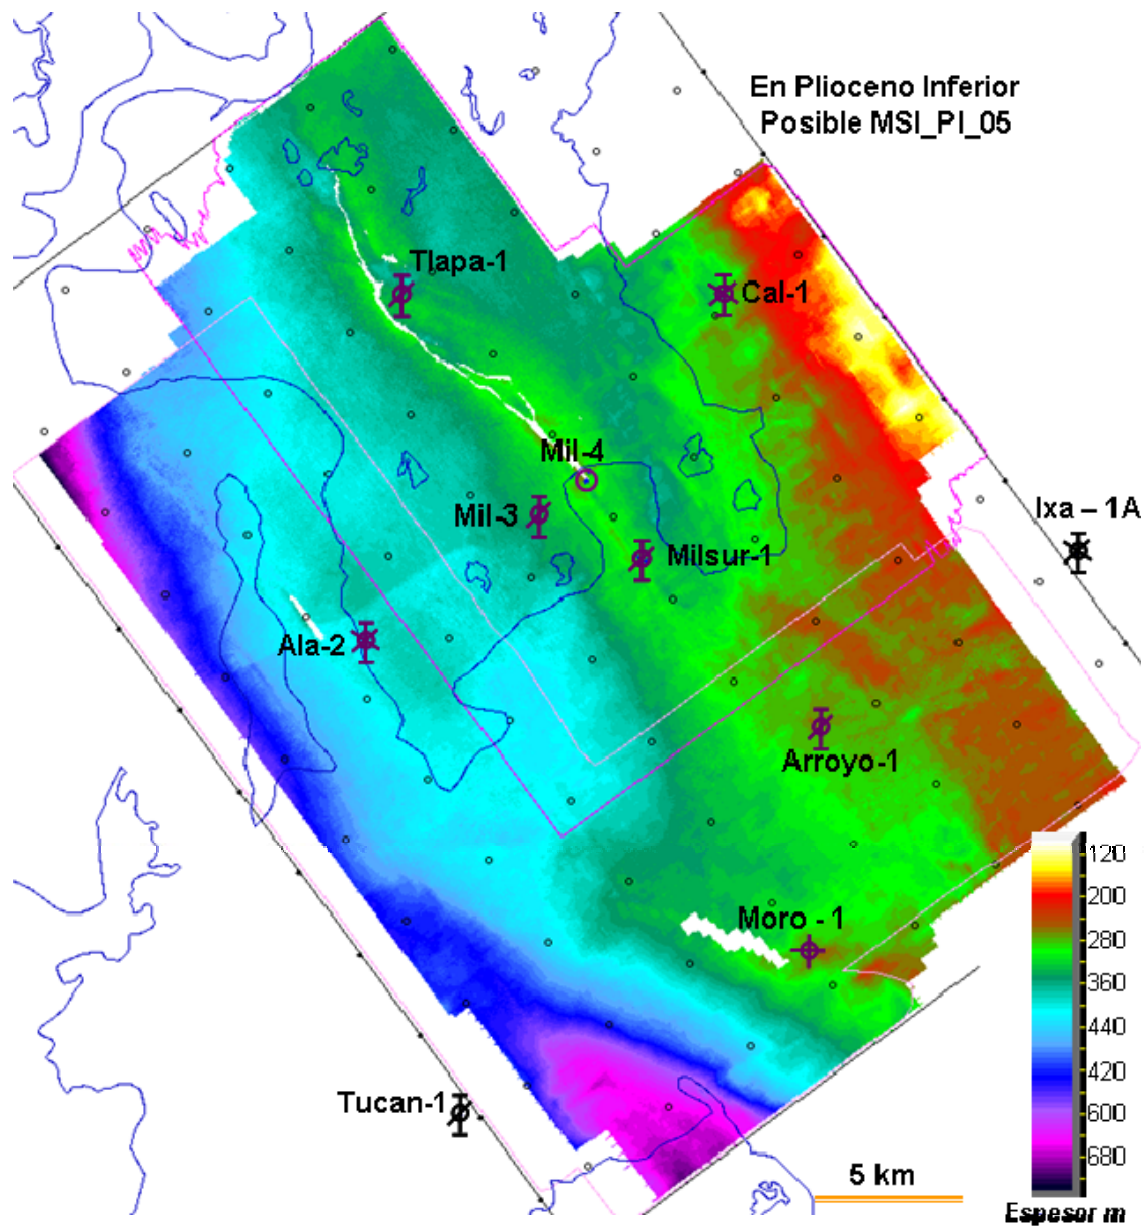 En Plioceno Inferior
Posible MSI_PI_05
Tlapa-1
Cal-1
Mil-4
Mil-3
Ixa – 1A
Milsur-1
Ala-2
Arroyo-1
Moro - 1
Tucan-1
5 km
120
200
280
360
440
420
600
680
Espesor m